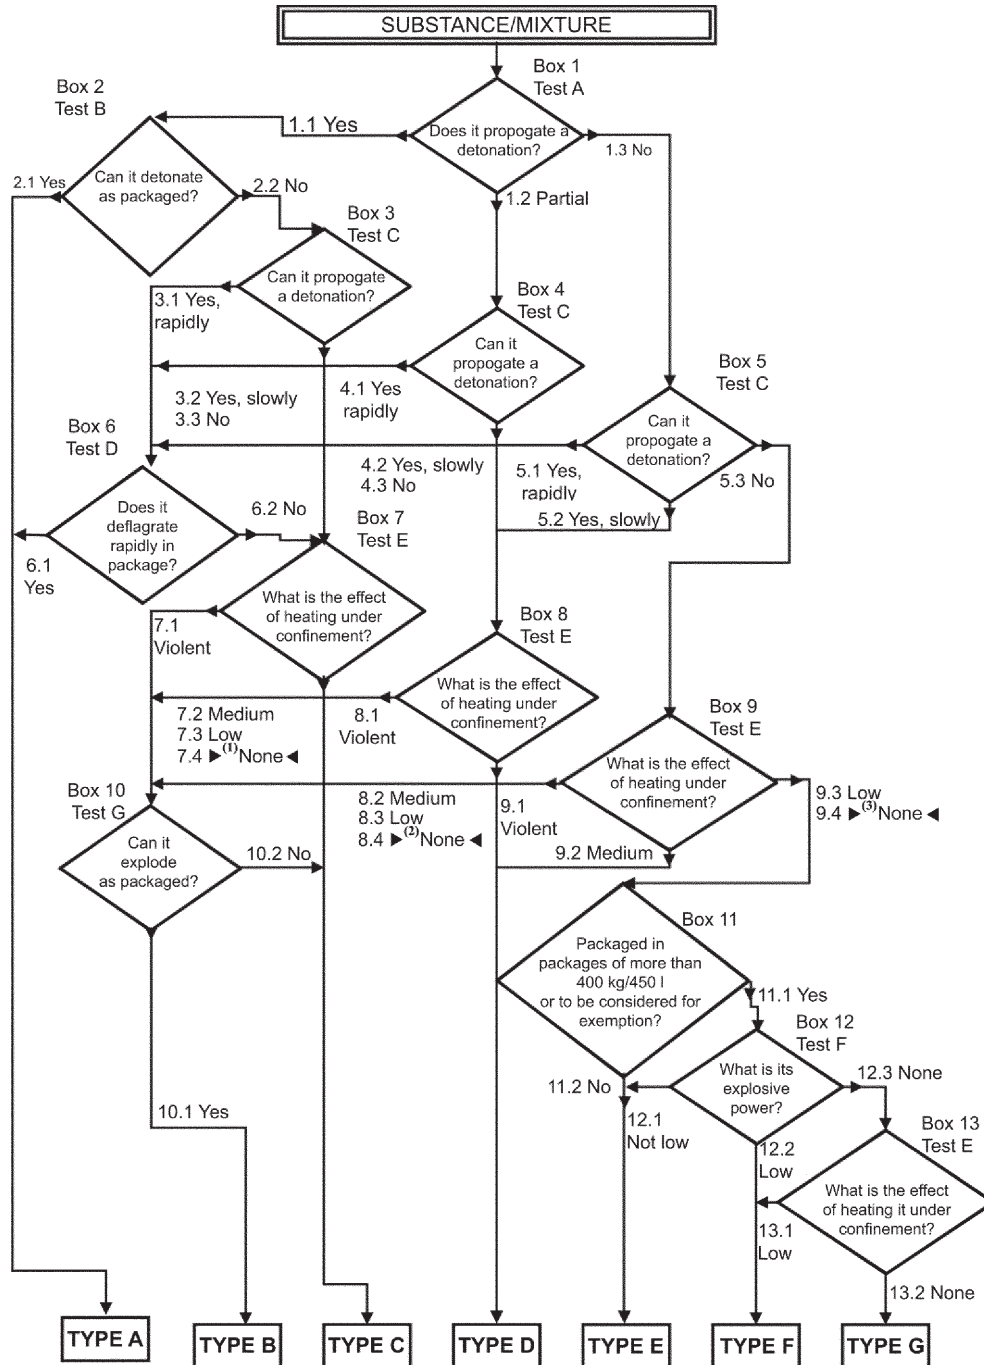 SUBSTANCE/MIXTURE
Box 1
Test A
Does it propogate a
detonation?
1.1 Yes
1.3 No
1.2 Partial
Box 2
Test B
Can it detonate
as packaged?
2.1 Yes
2.2 No
Box 3
Test C
Can it propogate
a detonation?
3.1 Yes,
rapidly
3.2 Yes, slowly
3.3 No
Box 4
Test C
Can it
propogate a
detonation?
4.1 Yes
rapidly
4.2 Yes, slowly
4.3 No
Box 5
Test C
Can it
propogate a
detonation?
5.1 Yes,
rapidly
5.2 Yes, slowly
5.3 No
Box 6
Test D
Does it
deflagrate
rapidly in
package?
6.1
Yes
6.2 No
Box 7
Test E
What is the effect
of heating under
confinement?
7.1
Violent
7.2 Medium
7.3 Low
7.4 ►(1)None ◄
Box 8
Test E
What is the effect
of heating under
confinement?
8.1
Violent
8.2 Medium
8.3 Low
8.4 ►(2)None ◄
Box 9
Test E
What is the effect
of heating under
confinement?
9.1
Violent
9.2 Medium
9.3 Low
9.4 ►(3)None ◄
Box 10
Test G
Can it
explode
as packaged?
10.2 No
10.1 Yes
Box 11
Packaged in
packages of more than
400 kg/450 l
or to be considered for
exemption?
11.1 Yes
11.2 No
Box 12
Test F
What is its
explosive
power?
12.1
Not low
12.2
Low
12.3 None
Box 13
Test E
What is the effect
of heating it under
confinement?
13.1
Low
13.2 None
TYPE A
TYPE B
TYPE C
TYPE D
TYPE E
TYPE F
TYPE G